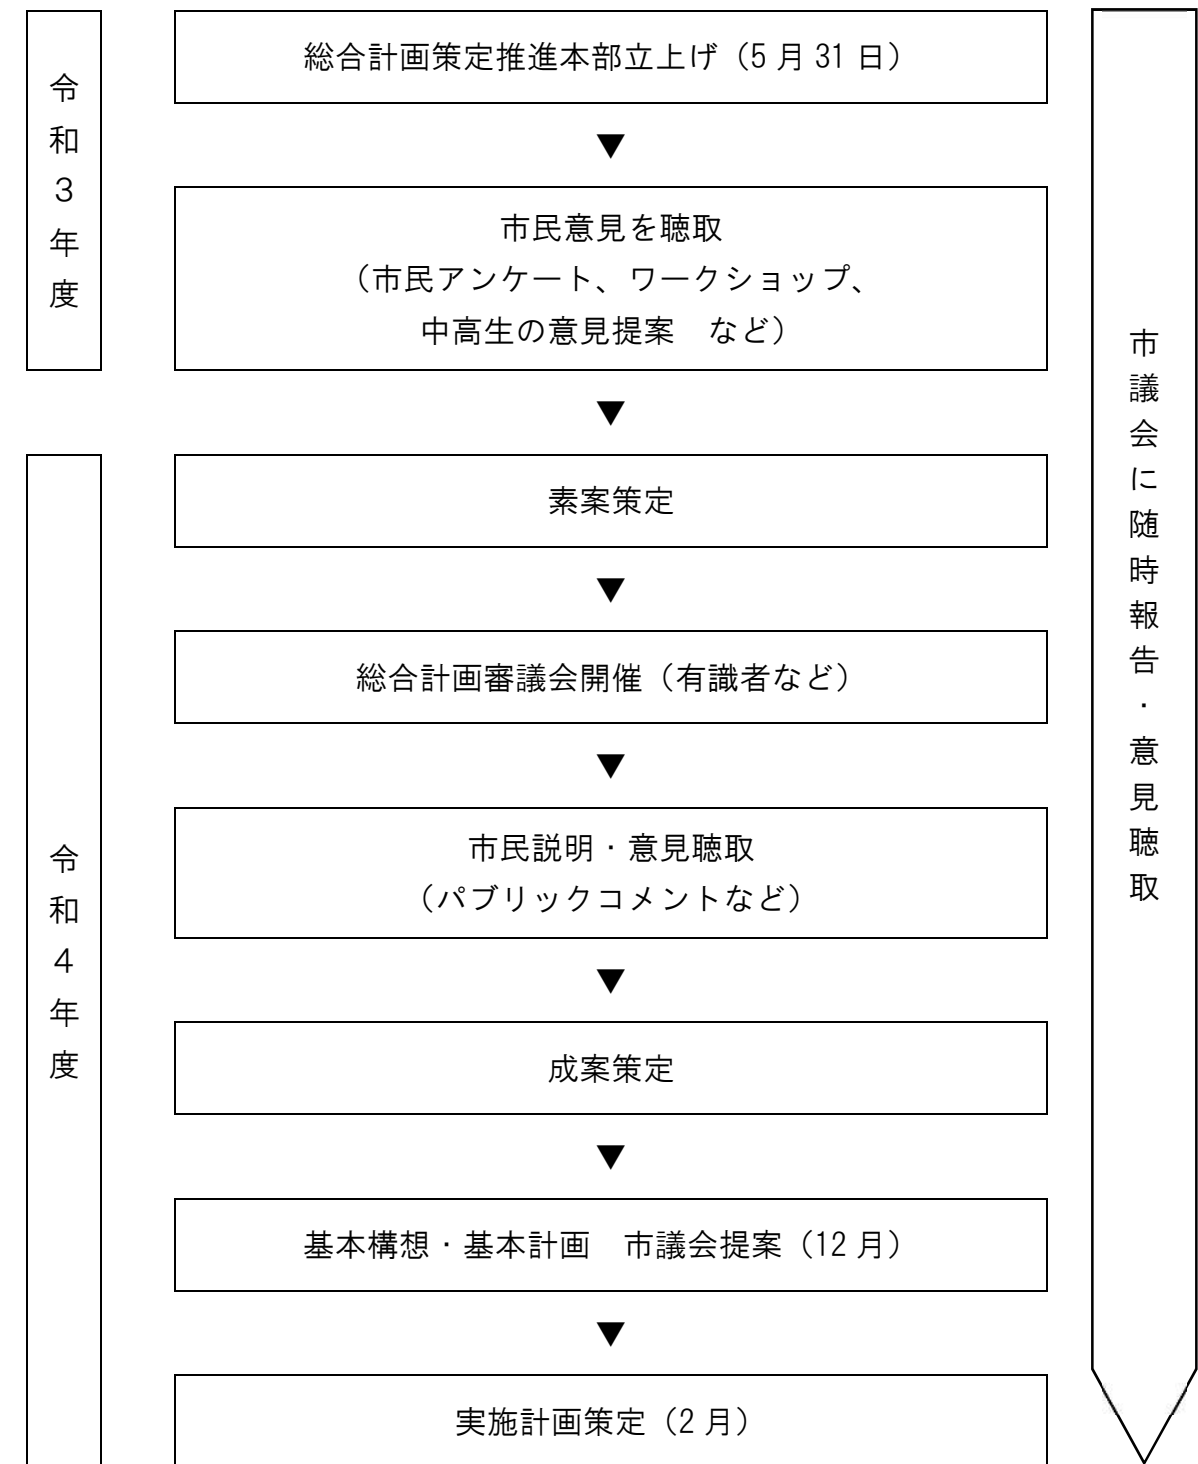 令和3年度
総合計画策定推進本部立上げ（5月31日）
▼
市民意見を聴取
（市民アンケート、ワークショップ、
中高生の意見提案　など）
▼
令和4年度
素案策定
▼
総合計画審議会開催（有識者など）
▼
市民説明・意見聴取
（パブリックコメントなど）
▼
成案策定
▼
基本構想・基本計画　市議会提案（12月）
▼
実施計画策定（2月）
市議会に随時報告・意見聴取